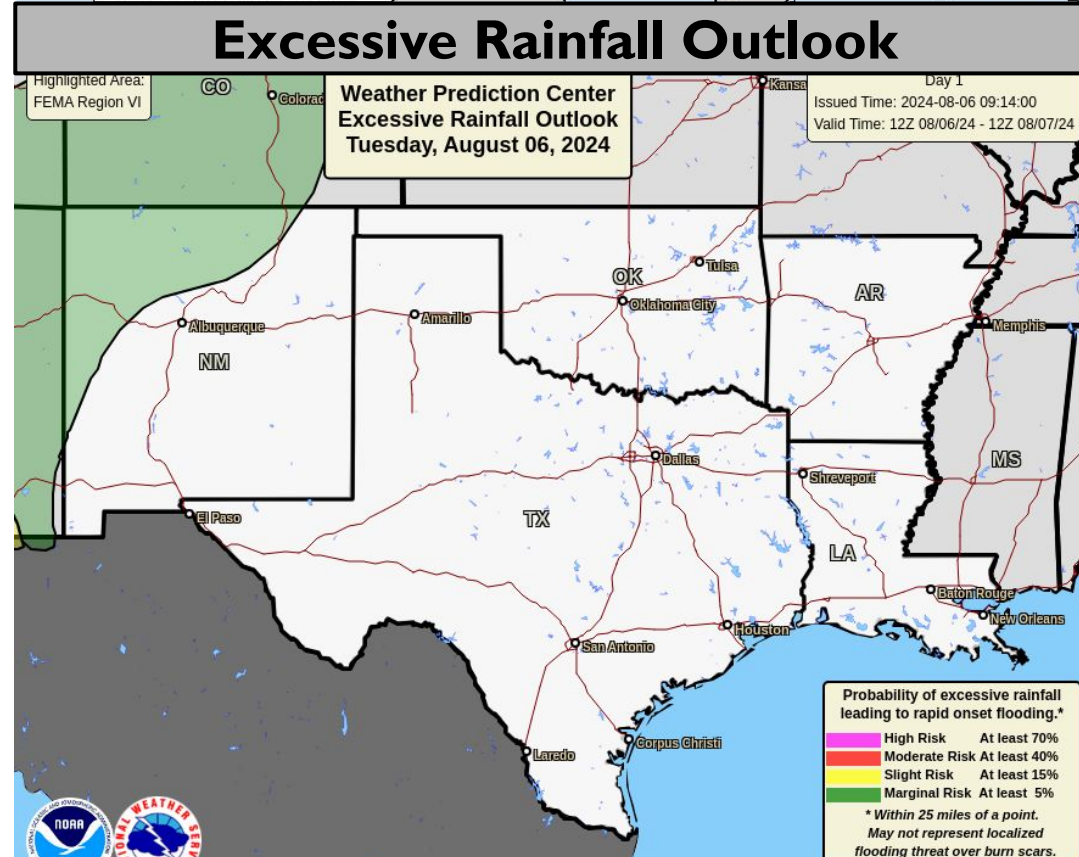 Excessive Rainfall Outlook
Highlighted Area:
FEMA Region VI
Weather Prediction Center
Excessive Rainfall Outlook
Tuesday, August 06, 2024
Day 1
Issued Time: 2024-08-06 09:14:00
Valid Time: 12Z 08/06/24 - 12Z 08/07/24
CO
Colorad
Kansa
OK
Tulsa
Oklahoma City
AR
Amarillo
Albuquerque
Memphis
NM
Dallas
Shreveport
MS
El Paso
TX
LA
Baton Rouge
New Orleans
Houston
San Antonio
Corpus Christi
Laredo
Probability of excessive rainfall
leading to rapid onset flooding.*
High Risk At least 70%
Moderate Risk At least 40%
Slight Risk At least 15%
Marginal Risk At least 5%
* Within 25 miles of a point.
May not represent localized
flooding threat over burn scars.
NOAA
WEATHER